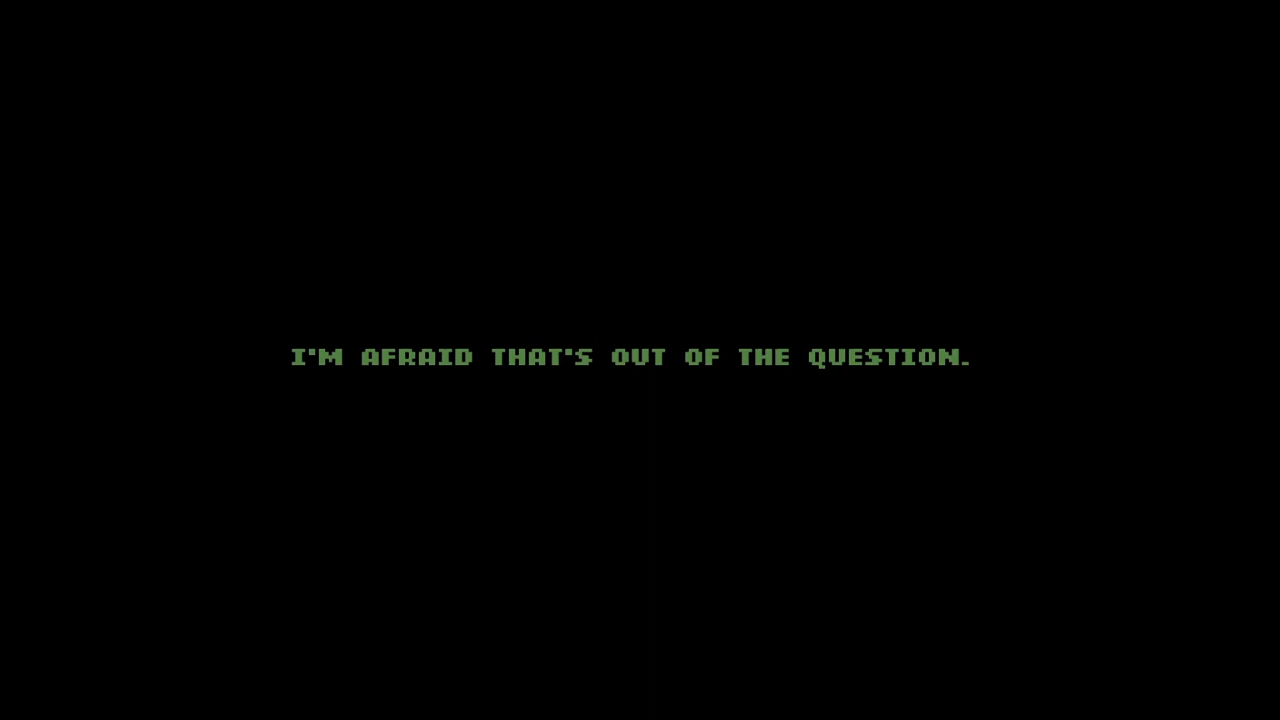 I'M AFRAID THAT'S OUT OF THE QUESTION.